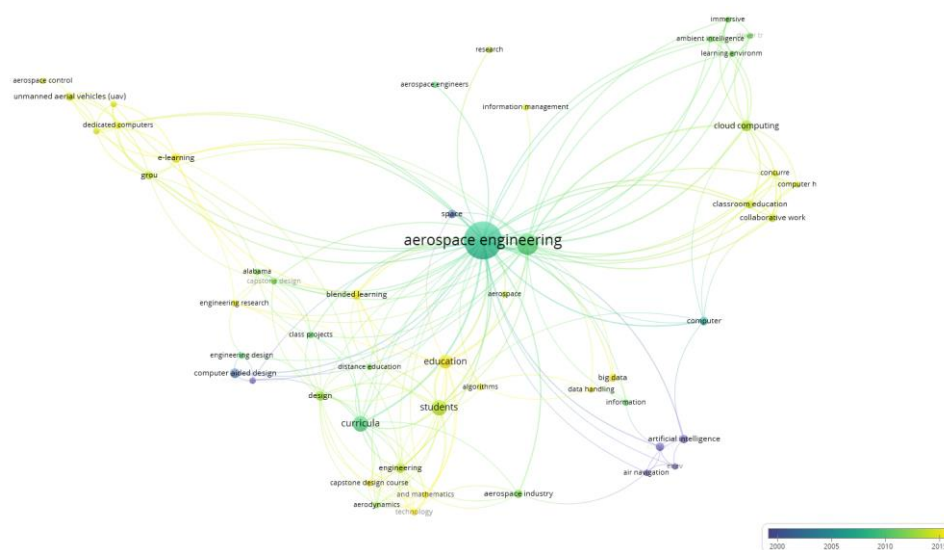 immersive
ambient intelligence
learning environm
research
aerospace control
aerospace engineers
unmanned aerial vehicles (uav)
information management
dedicated computers
cloud computing
e-learning
grou
concurre
computer h
classroom education
space
collaborative work
aerospace engineering
alabama
capstone design
blended learning
aerospace
engineering research
computer
class projects
engineering design
education
distance education
computer aided design
big data
algorithms
data handling
design
information
students
curricula
artificial intelligence
engineering
air navigation
capstone design course
and mathematics
aerospace industry
aerodynamics
technology
2000
2005
2010